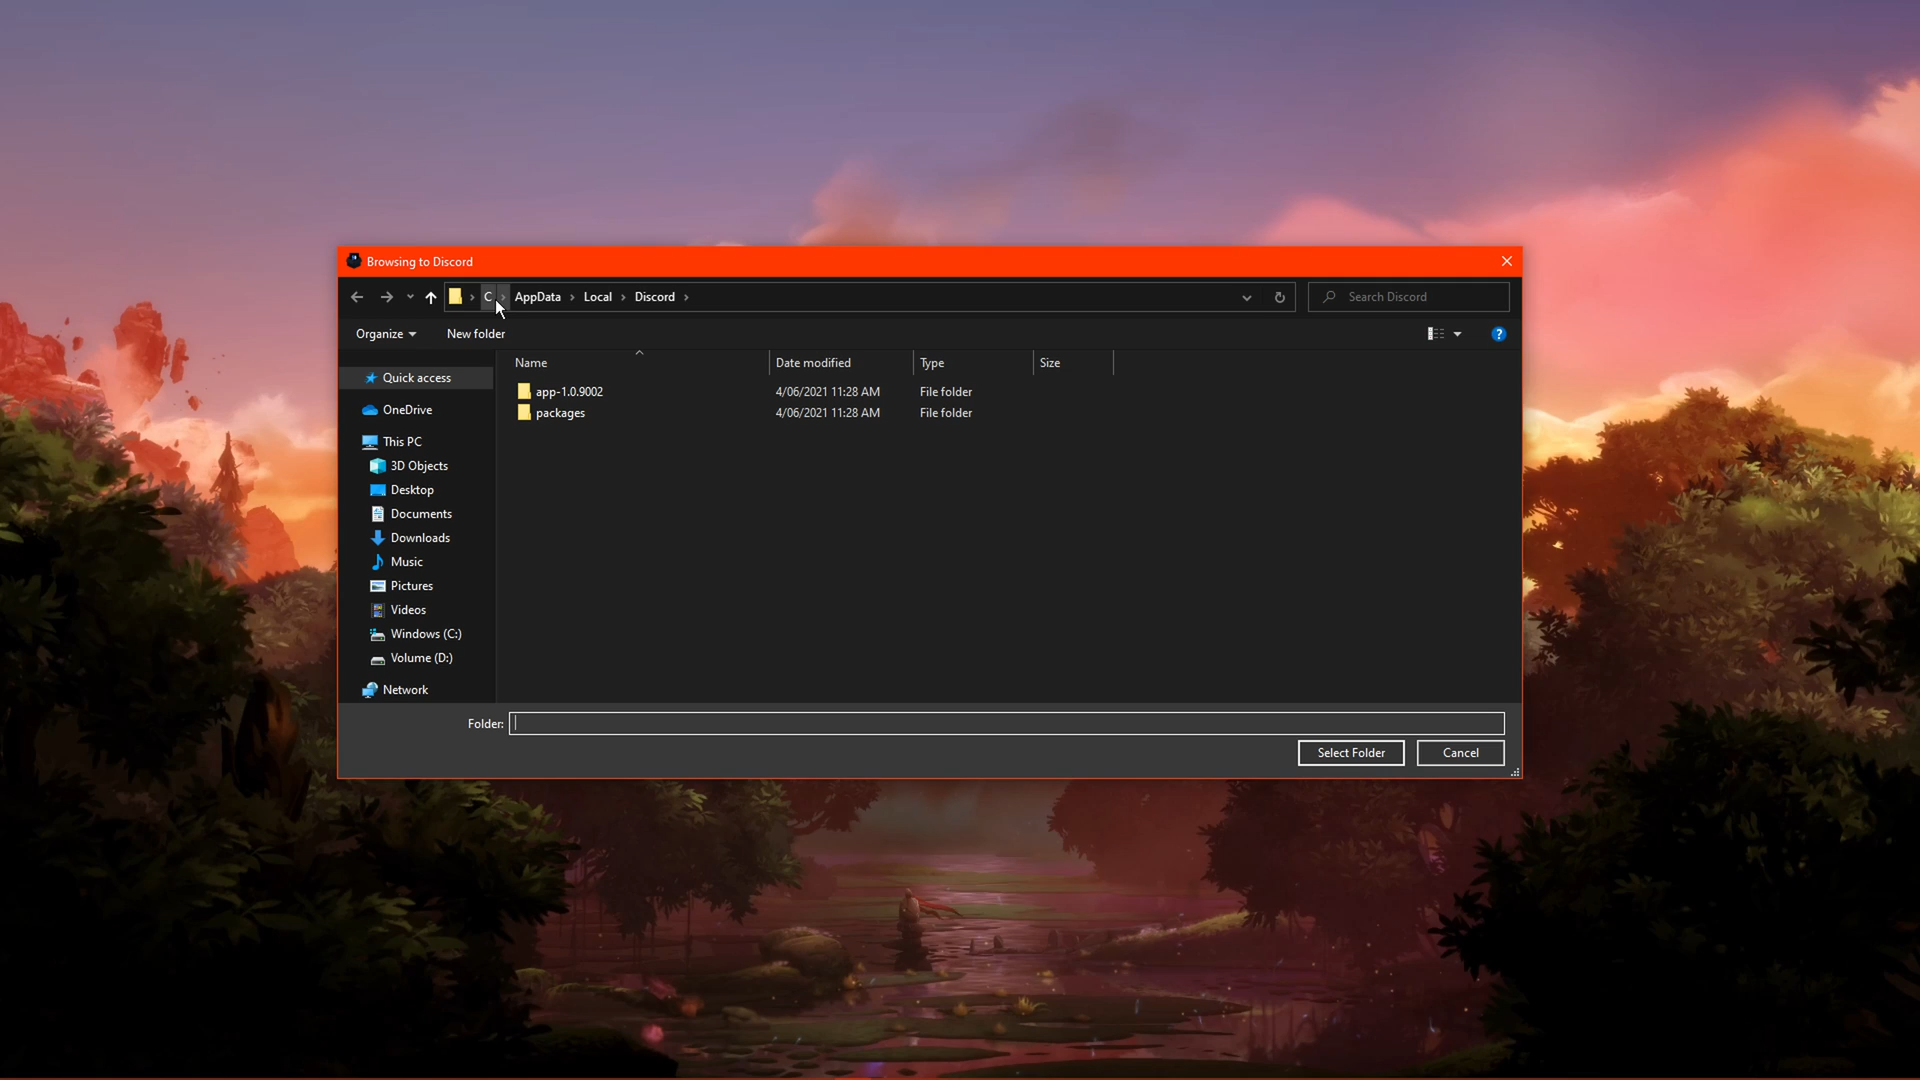 Browsing to Discord
C AppData Local Discord
Search Discord
Organize New folder
Name Date modified Type Size
app-1.0.9002 4/06/2021 11:28 AM File folder
packages 4/06/2021 11:28 AM File folder
Quick access
OneDrive
This PC
3D Objects
Desktop
Documents
Downloads
Music
Pictures
Videos
Windows (C:)
Volume (D:)
Network
Folder:
Select Folder Cancel